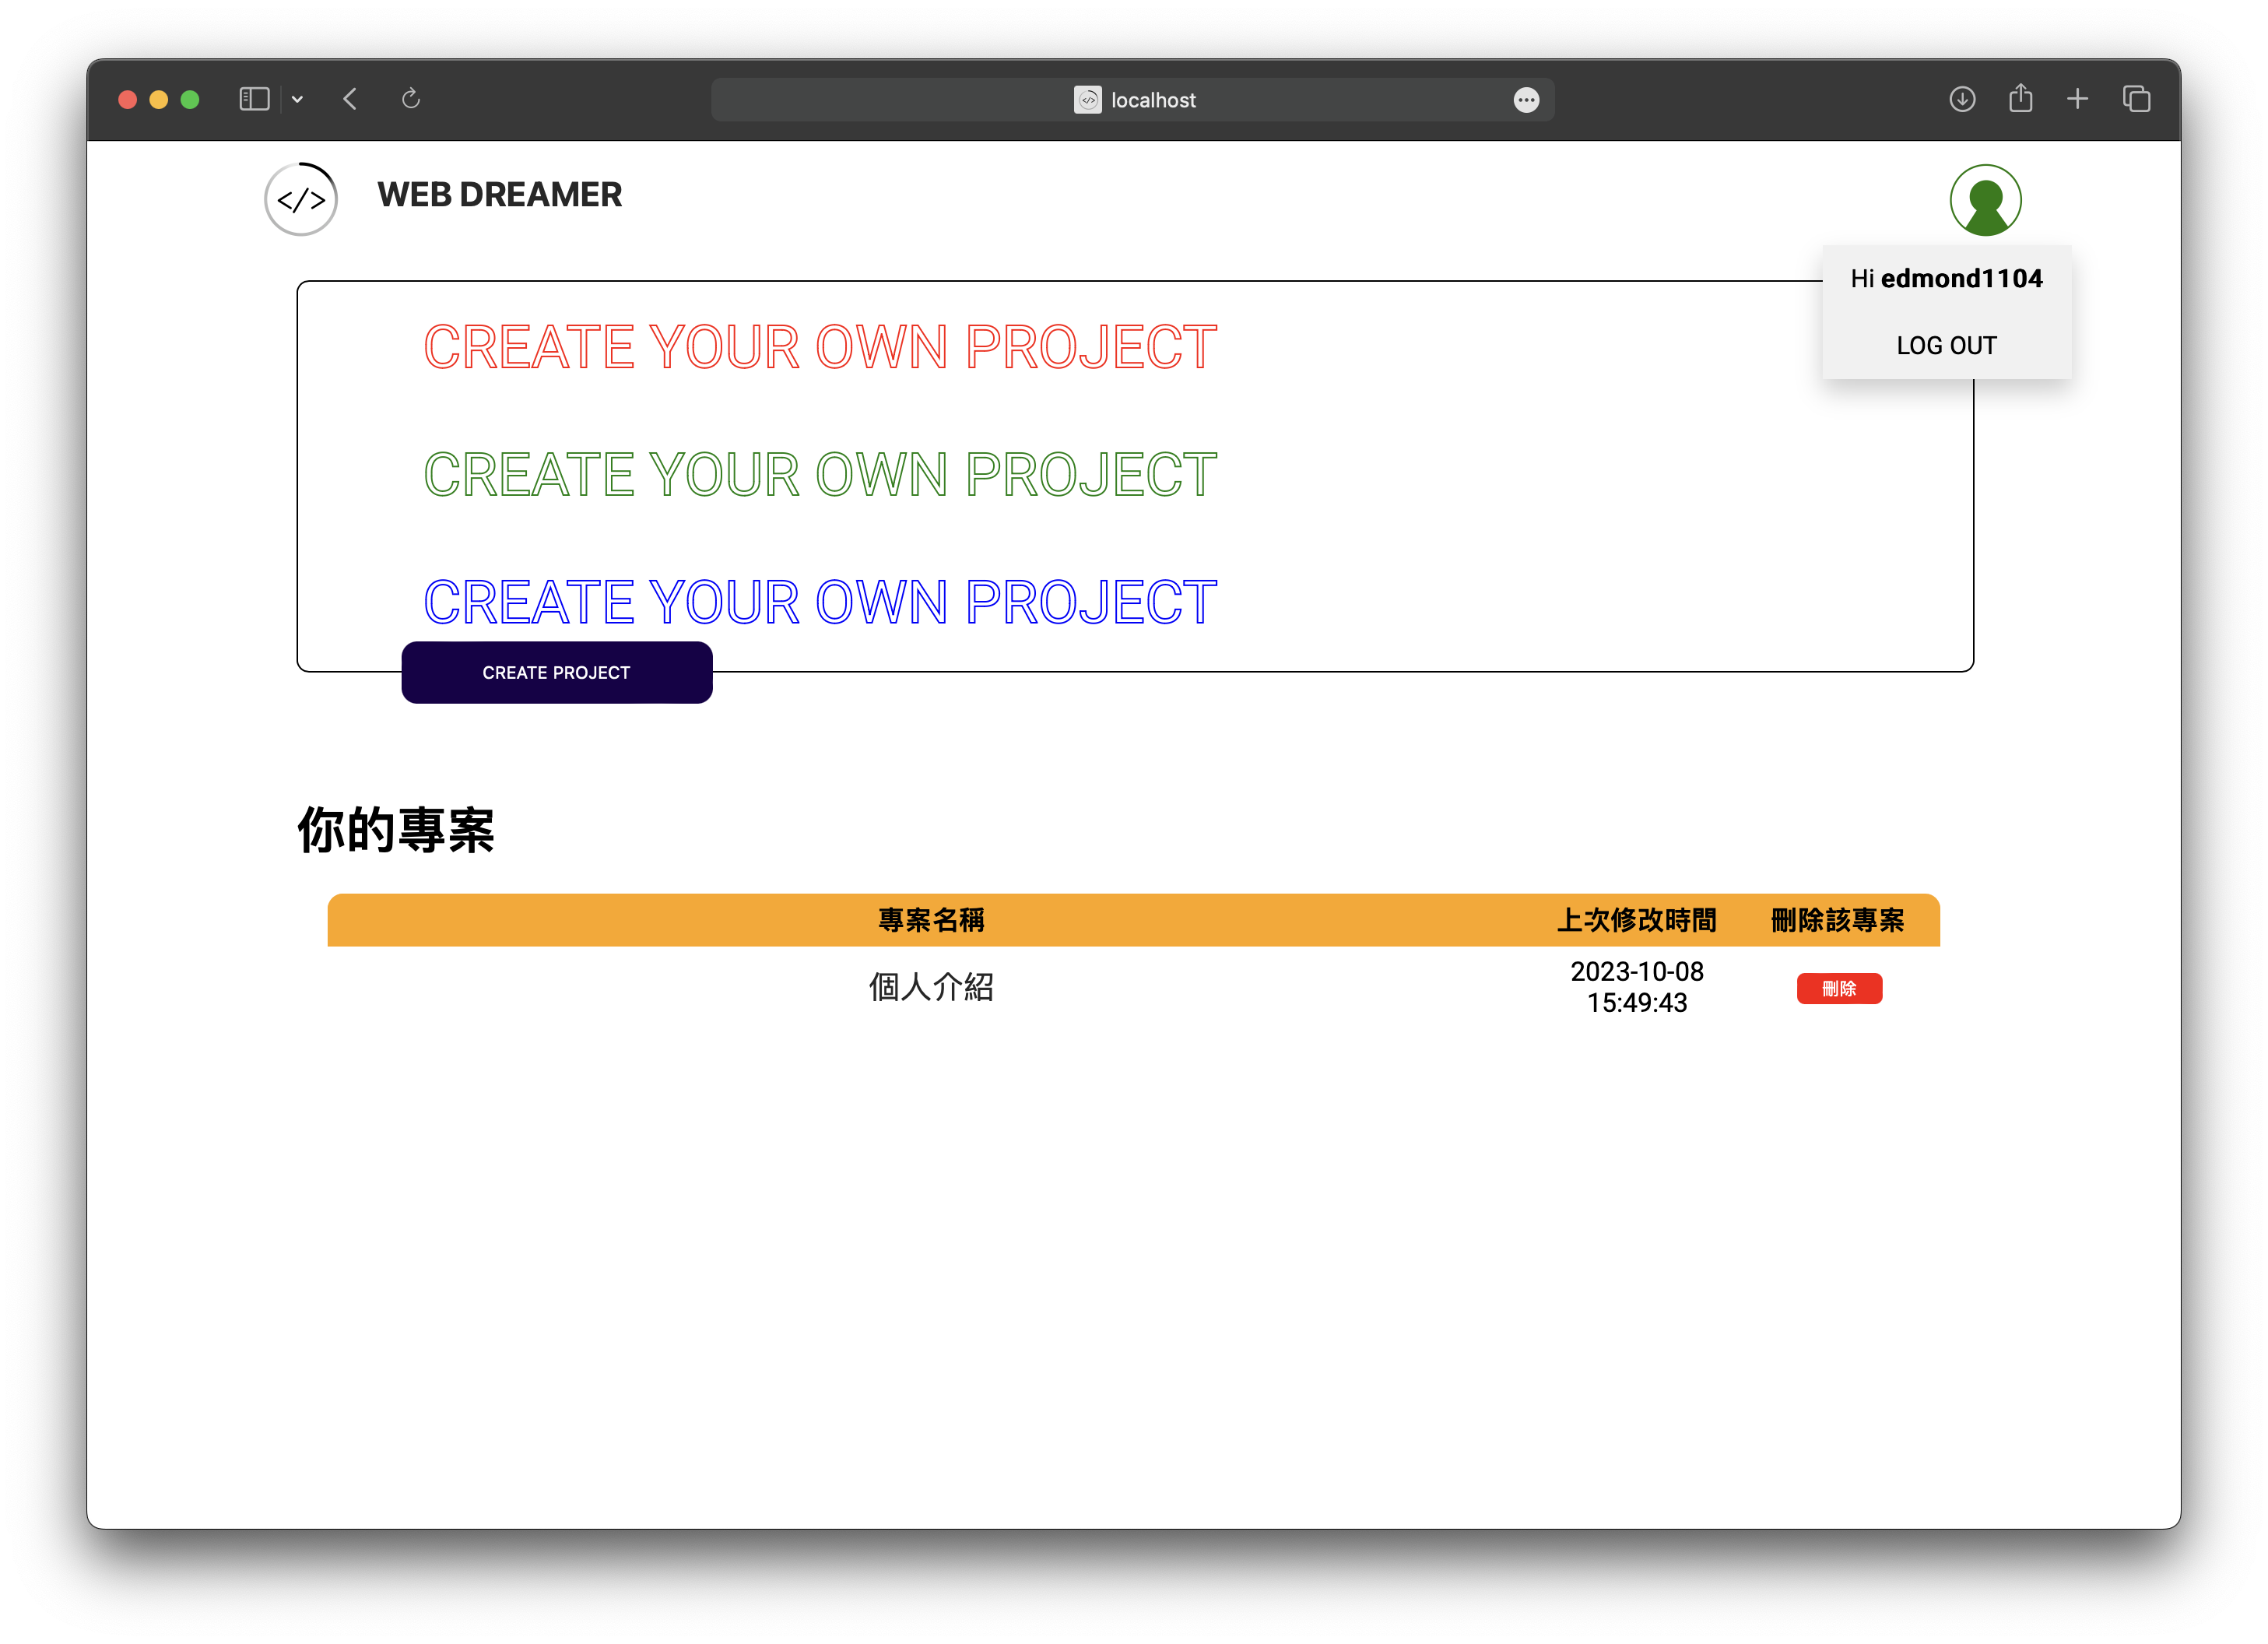 localhost
</>
WEB DREAMER
Hi edmond1104
LOG OUT
CREATE YOUR OWN PROJECT
CREATE YOUR OWN PROJECT
CREATE YOUR OWN PROJECT
CREATE PROJECT
你的專案
專案名稱 上次修改時間 刪除該專案
個人介紹 2023-10-08 15:49:43 刪除